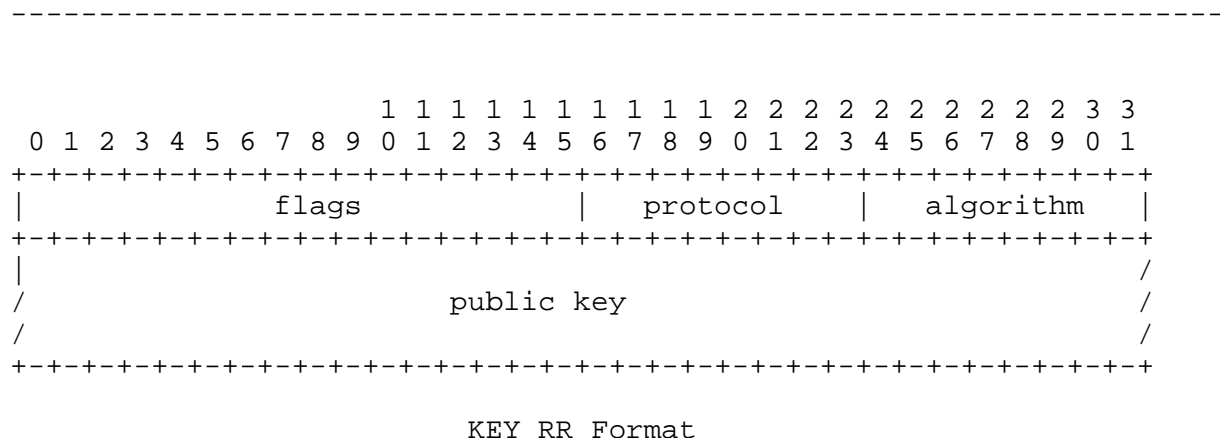 ---------------------------------------------------------------------
                     1 1 1 1 1 1 1 1 1 1 2 2 2 2 2 2 2 2 2 2 3 3
 0 1 2 3 4 5 6 7 8 9 0 1 2 3 4 5 6 7 8 9 0 1 2 3 4 5 6 7 8 9 0 1
+-+-+-+-+-+-+-+-+-+-+-+-+-+-+-+-+-+-+-+-+-+-+-+-+-+-+-+-+-+-+-+-+
|              flags            |   protocol    |   algorithm   |
+-+-+-+-+-+-+-+-+-+-+-+-+-+-+-+-+-+-+-+-+-+-+-+-+-+-+-+-+-+-+-+-+
|                                                               /
/                        public key                             /
/                                                               /
+-+-+-+-+-+-+-+-+-+-+-+-+-+-+-+-+-+-+-+-+-+-+-+-+-+-+-+-+-+-+-+-+
                          KEY RR Format